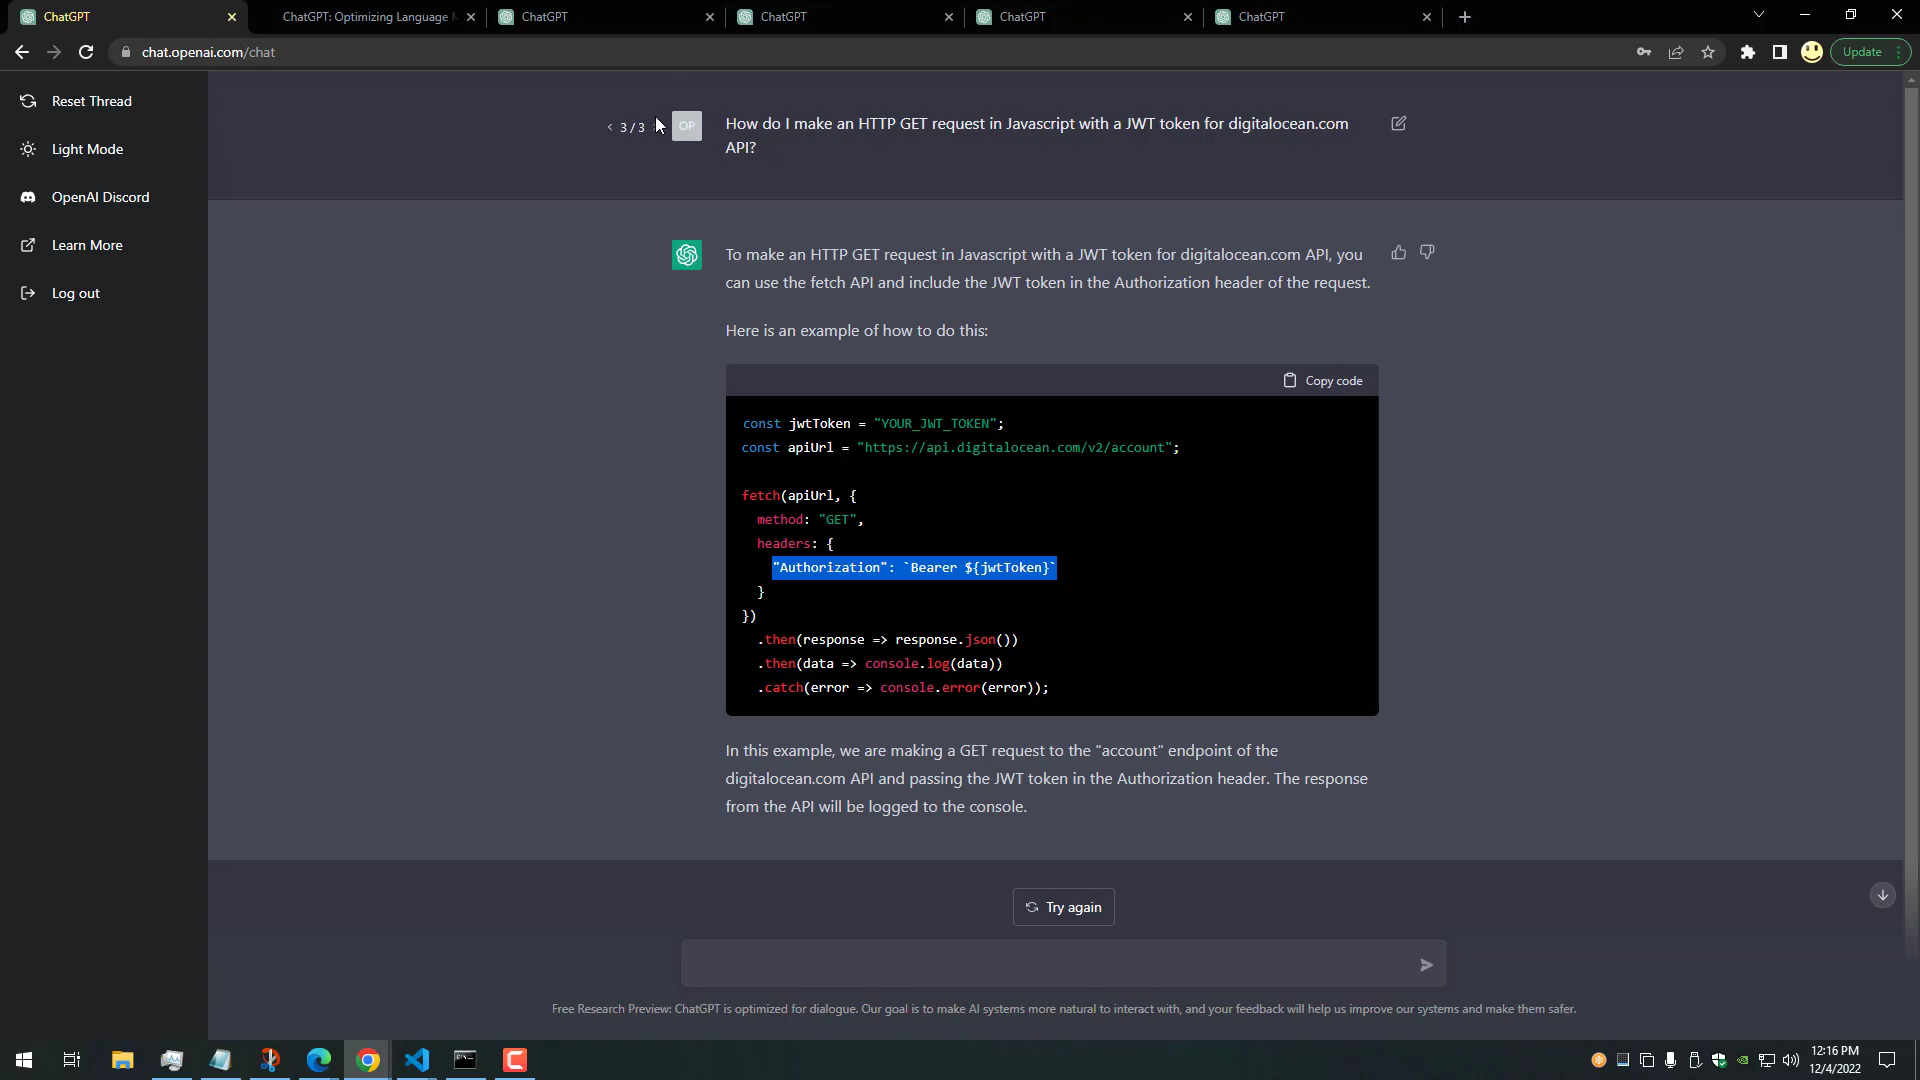 ChatGPT
ChatGPT: Optimizing Language
ChatGPT
ChatGPT
ChatGPT
ChatGPT
chat.openai.com/chat
Update
Reset Thread
Light Mode
OpenAI Discord
Learn More
Log out
3 / 3
OP
How do I make an HTTP GET request in Javascript with a JWT token for digitalocean.com
API?
To make an HTTP GET request in Javascript with a JWT token for digitalocean.com API, you
can use the fetch API and include the JWT token in the Authorization header of the request.
Here is an example of how to do this:
Copy code
const jwtToken = "YOUR_JWT_TOKEN";
const apiUrl = "https://api.digitalocean.com/v2/account";
fetch(apiUrl, {
method: "GET",
headers: {
"Authorization": `Bearer ${jwtToken}`
}
})
.then(response => response.json())
.then(data => console.log(data))
.catch(error => console.error(error));
In this example, we are making a GET request to the "account" endpoint of the
digitalocean.com API and passing the JWT token in the Authorization header. The response
from the API will be logged to the console.
Try again
Free Research Preview: ChatGPT is optimized for dialogue. Our goal is to make AI systems more natural to interact with, and your feedback will help us improve our systems and make them safer.
12:16 PM
12/4/2022